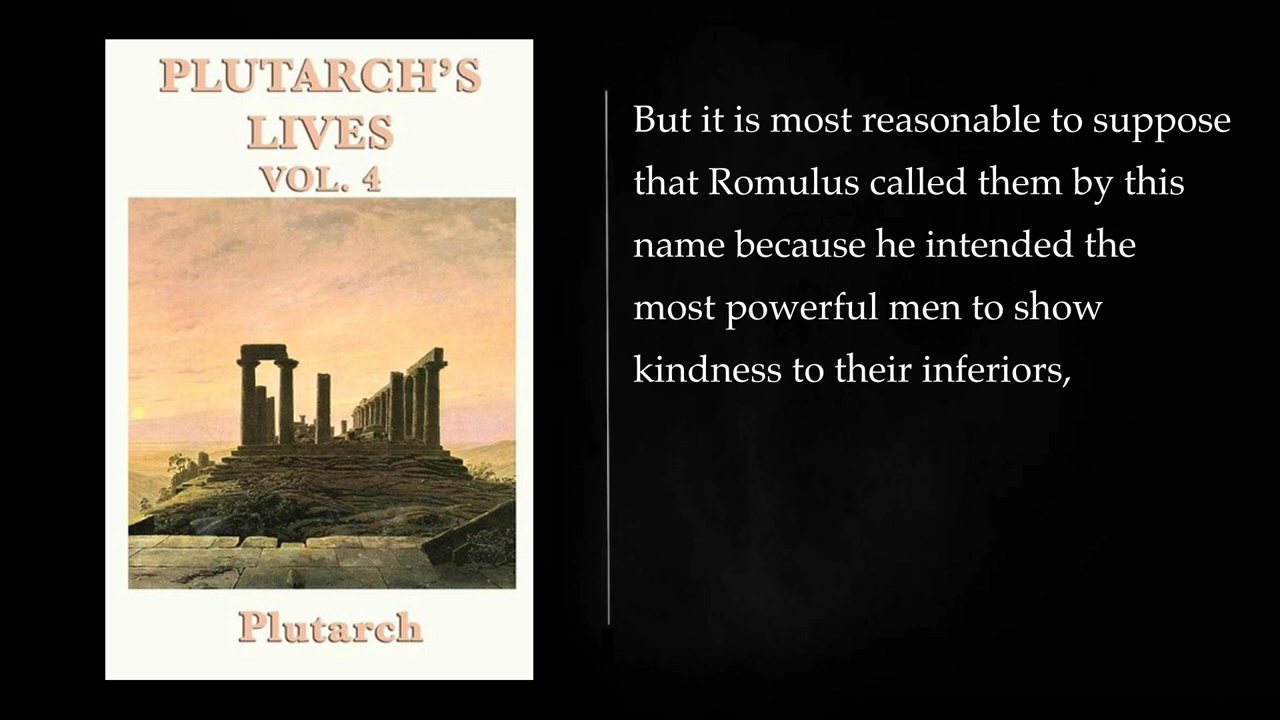 PLUTARCH'S
LIVES
VOL. 4
Plutarch
But it is most reasonable to suppose
that Romulus called them by this
name because he intended the
most powerful men to show
kindness to their inferiors,